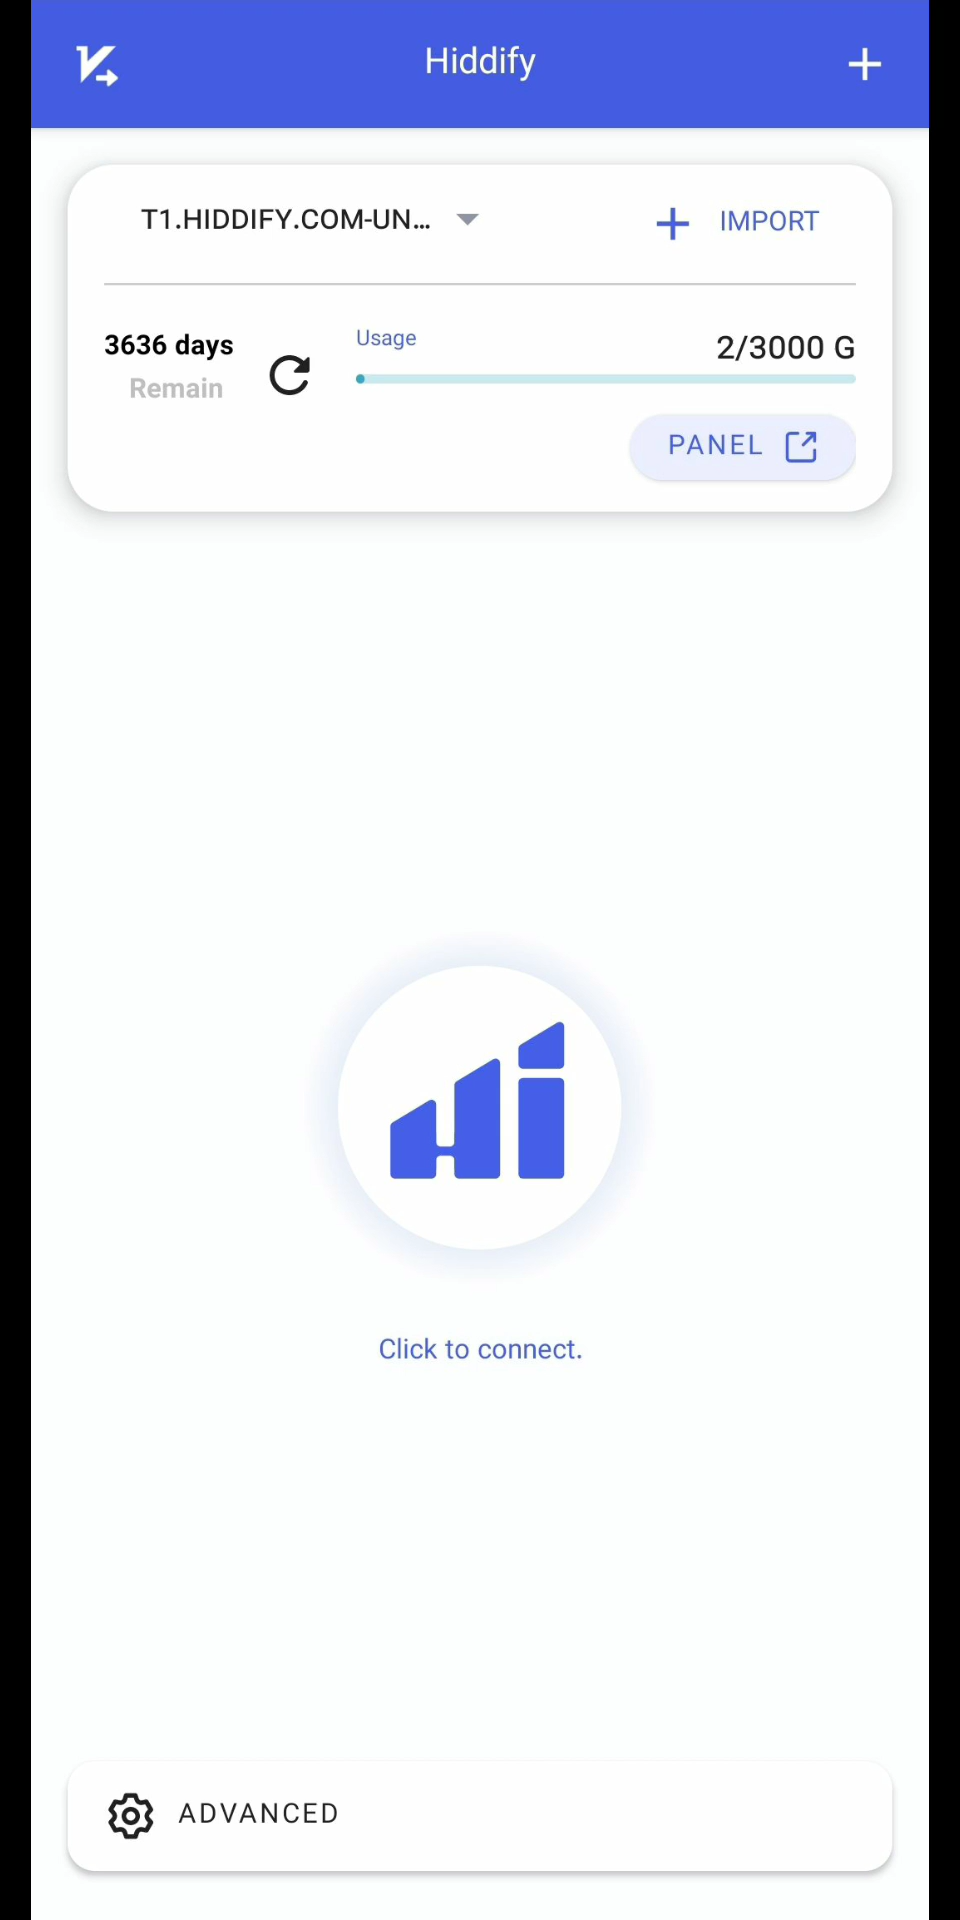 Hiddify
T1.HIDDIFY.COM-UN...
IMPORT
3636 days
Remain
Usage
2/3000 G
PANEL
Click to connect.
ADVANCED